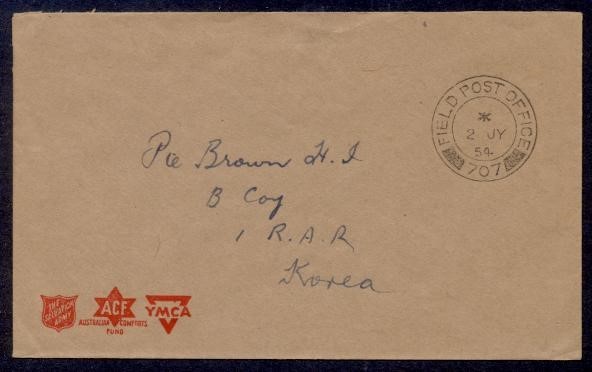 FIELD POST OFFICE
*
2 JY
54
707
Pte Brown H. I
B Coy
1 R.A.R
Korea
THE SALVATION ARMY
ACF
AUSTRALIAN COMFORTS
FUND
YMCA